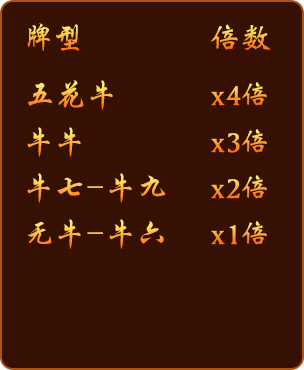 牌型 倍数
五花牛 x4倍
牛牛 x3倍
牛七-牛九 x2倍
无牛-牛六 x1倍